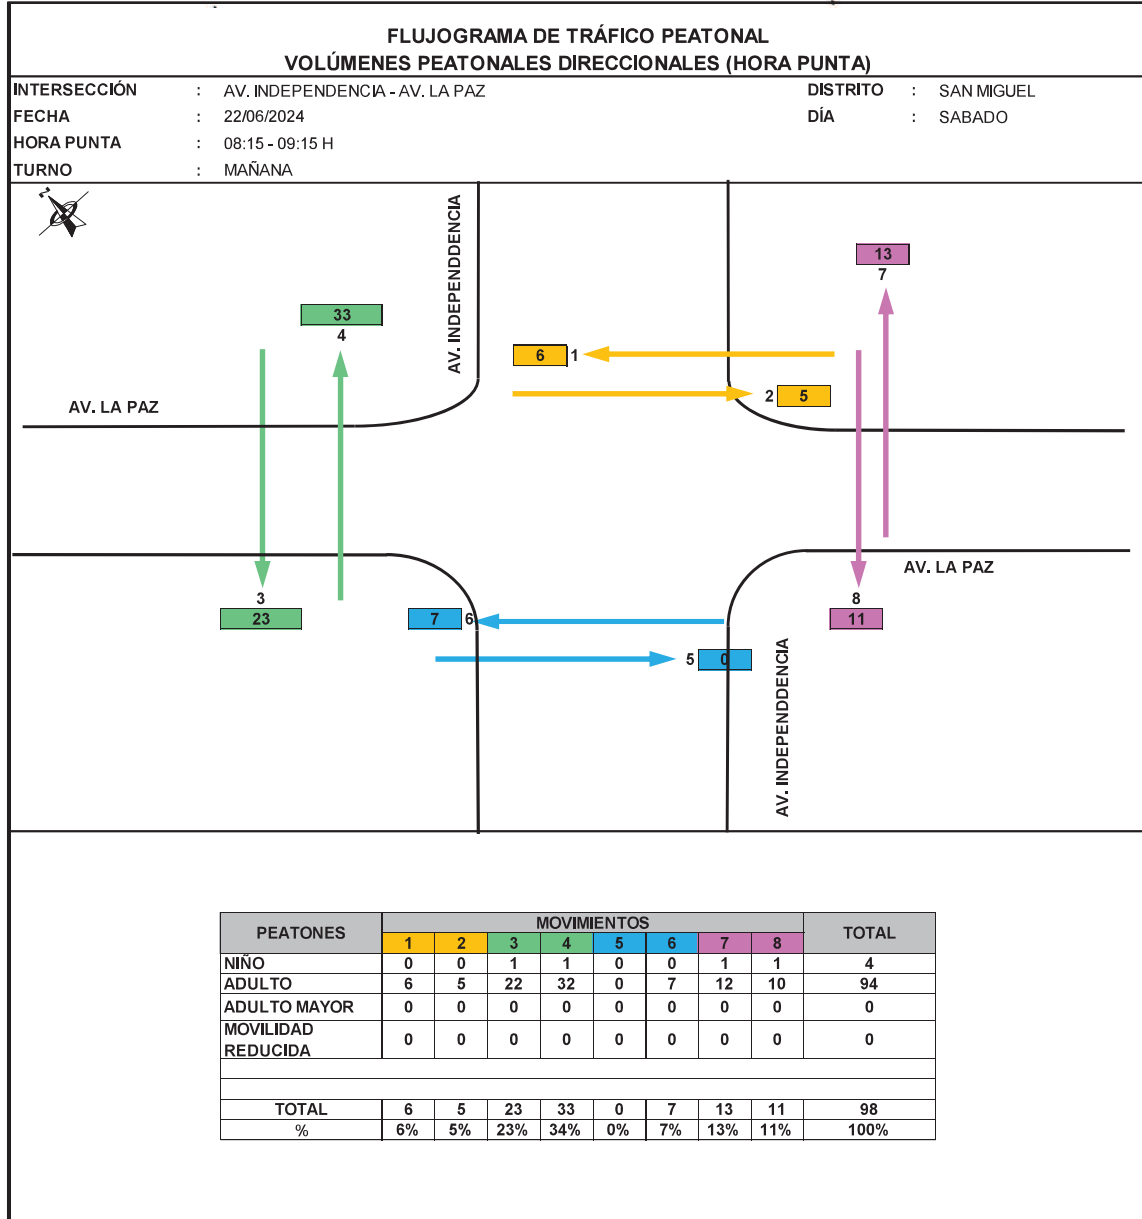 FLUJOGRAMA DE TRÁFICO PEATONAL
VOLÚMENES PEATONALES DIRECCIONALES (HORA PUNTA)
INTERSECCIÓN : AV. INDEPENDENCIA - AV. LA PAZ DISTRITO : SAN MIGUEL
FECHA : 22/06/2024 DÍA : SABADO
HORA PUNTA : 08:15 - 09:15 H
TURNO : MAÑANA
AV. INDEPENDDENCIA
13
7
33
4
6 1
2 5
AV. LA PAZ
AV. LA PAZ
3
23
7 6
8
11
5 0
AV. INDEPENDDENCIA
PEATONES MOVIMIENTOS TOTAL
1 2 3 4 5 6 7 8
NIÑO 0 0 1 1 0 0 1 1 4
ADULTO 6 5 22 32 0 7 12 10 94
ADULTO MAYOR 0 0 0 0 0 0 0 0 0
MOVILIDAD
REDUCIDA 0 0 0 0 0 0 0 0 0
TOTAL 6 5 23 33 0 7 13 11 98
% 6% 5% 23% 34% 0% 7% 13% 11% 100%